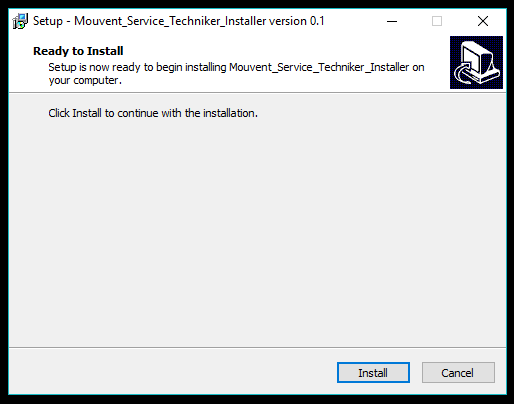 Setup - Mouvent_Service_Techniker_Installer version 0.1
Ready to Install
Setup is now ready to begin installing Mouvent_Service_Techniker_Installer on
your computer.
Click Install to continue with the installation.
Install
Cancel